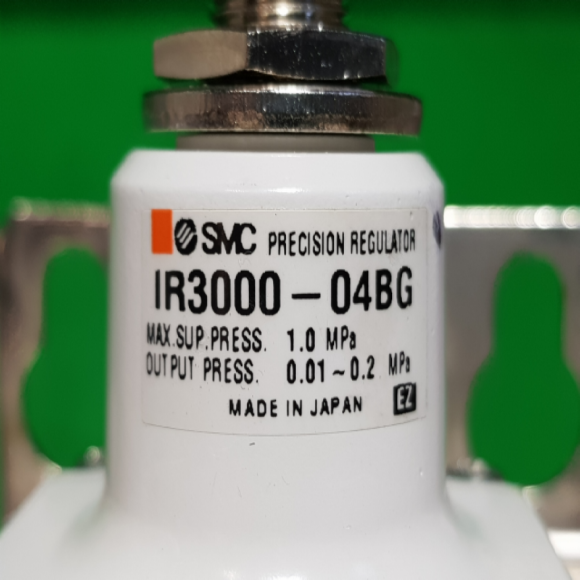 SMC PRECISION REGULATOR
IR3000-04BG
MAX.SUP.PRESS. 1.0 MPa
OUTPUT PRESS. 0.01~0.2 MPa
MADE IN JAPAN EZ